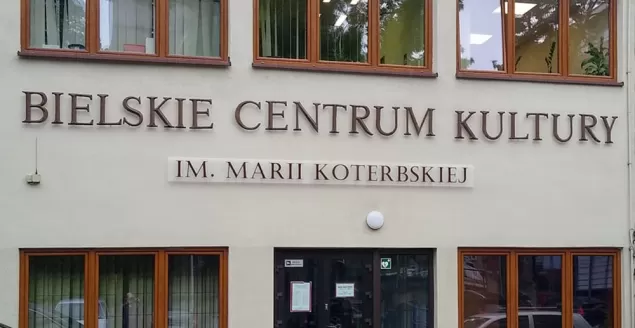 BIELSKIE CENTRUM KULTURY
IM. MARII KOTERBSKIEJ